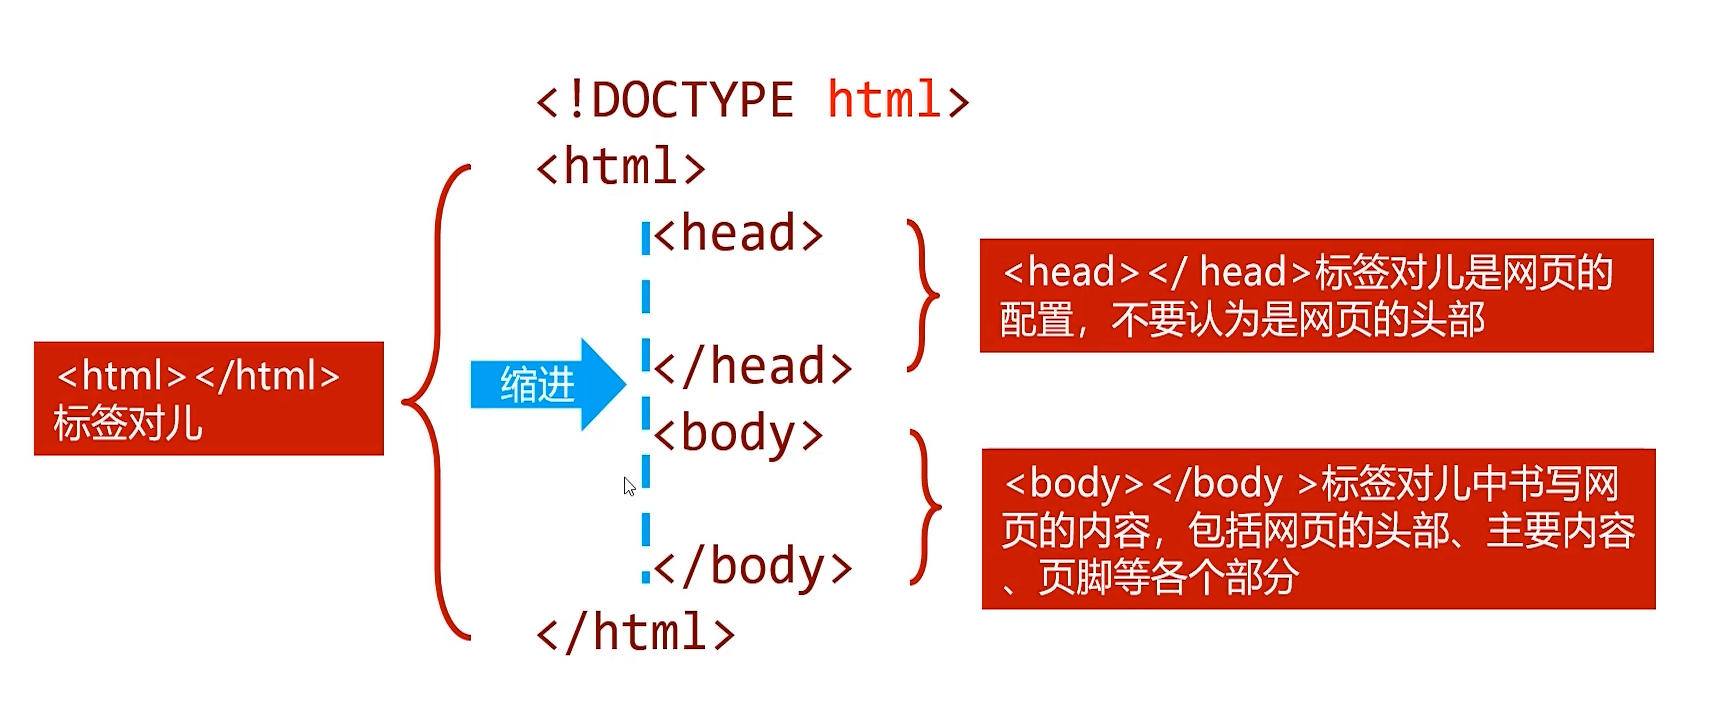 <!DOCTYPE html>
<html>
<head>
</head>
<body>
</body>
</html>
<html></html>
标签对儿
缩进
<head></ head>标签对儿是网页的
配置，不要认为是网页的头部
<body></body >标签对儿中书写网
页的内容，包括网页的头部、主要内容
、页脚等各个部分